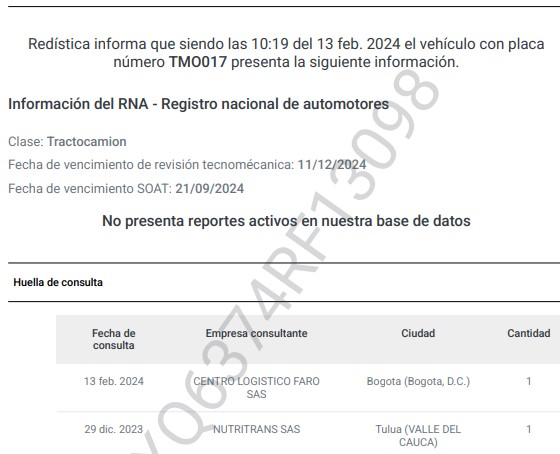 Redística informa que siendo las 10:19 del 13 feb. 2024 el vehículo con placa
número TMO017 presenta la siguiente información.
Información del RNA - Registro nacional de automotores
Clase: Tractocamion
Fecha de vencimiento de revisión tecnomécanica: 11/12/2024
Fecha de vencimiento SOAT: 21/09/2024
No presenta reportes activos en nuestra base de datos
Huella de consulta
Fecha de consulta Empresa consultante Ciudad Cantidad
13 feb. 2024 CENTRO LOGISTICO FARO SAS Bogota (Bogota, D.C.) 1
29 dic. 2023 NUTRITRANS SAS Tulua (VALLE DEL CAUCA) 1
YQ6374RF13098